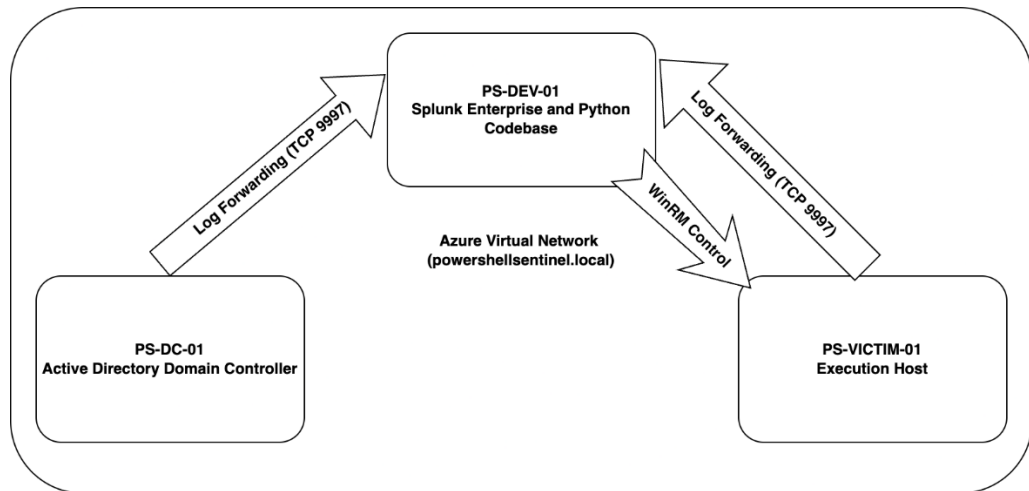 PS-DEV-01
Splunk Enterprise and Python
Codebase
Log Forwarding (TCP 9997)
Log Forwarding (TCP 9997)
WinRM Control
Azure Virtual Network
(powershellsentinel.local)
PS-DC-01
Active Directory Domain Controller
PS-VICTIM-01
Execution Host